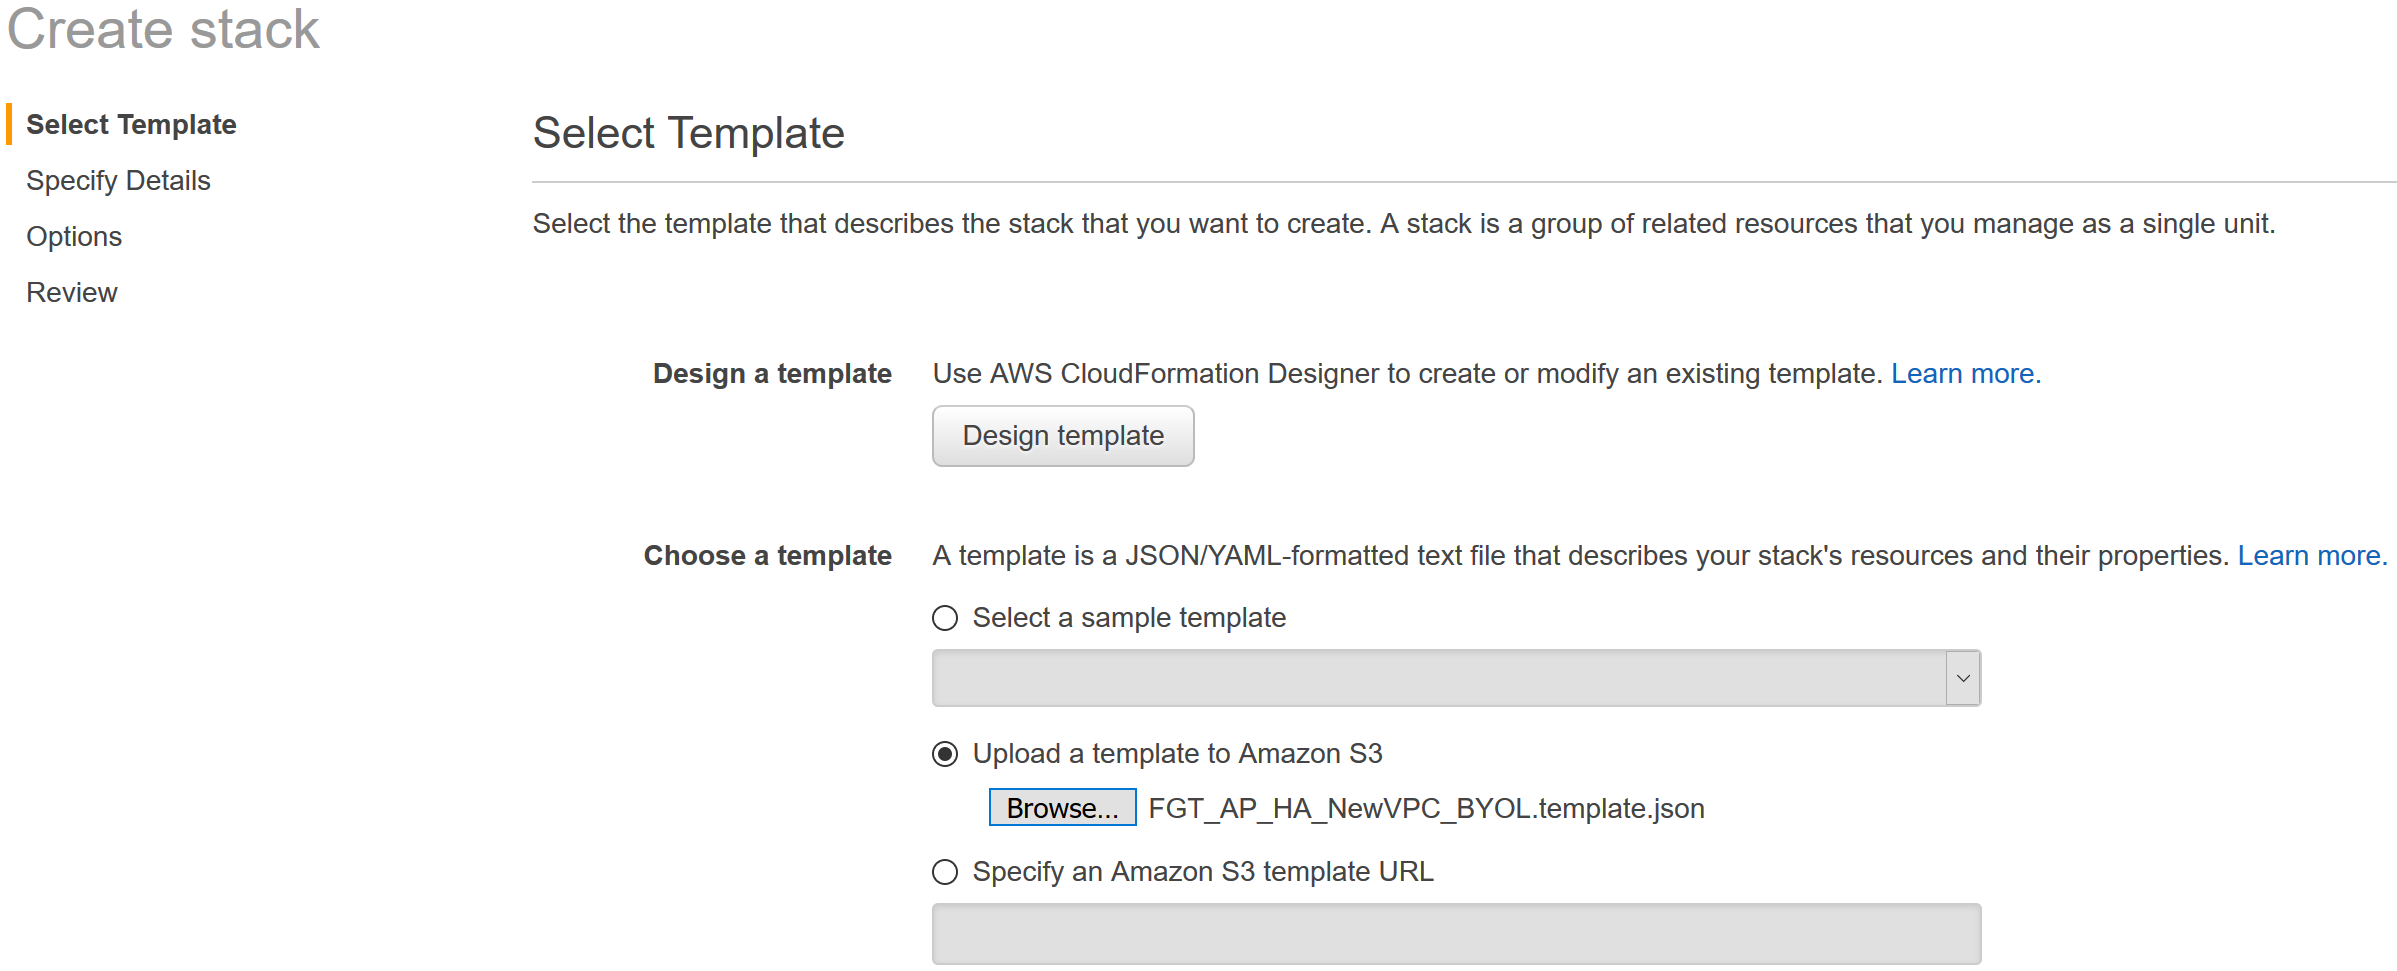 Create stack
Select Template
Specify Details
Options
Review
Select Template
Select the template that describes the stack that you want to create. A stack is a group of related resources that you manage as a single unit.
Design a template
Use AWS CloudFormation Designer to create or modify an existing template. Learn more.
Design template
Choose a template
A template is a JSON/YAML-formatted text file that describes your stack's resources and their properties. Learn more.
Select a sample template
Upload a template to Amazon S3
Browse... FGT_AP_HA_NewVPC_BYOL.template.json
Specify an Amazon S3 template URL